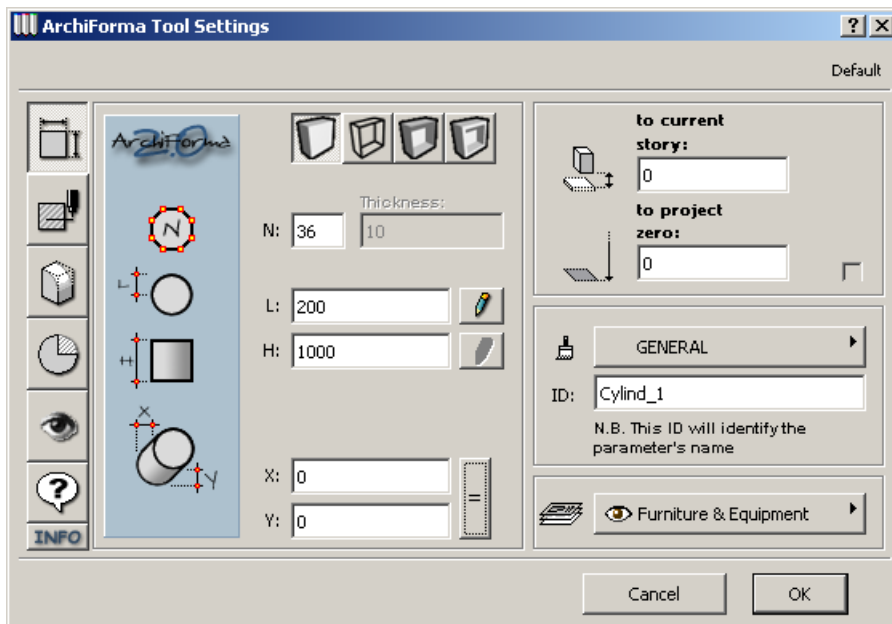 ArchiForma Tool Settings
Default
ArchiForma
2.0
N
L
H
X
Y
INFO
Thickness:
N: 36 10
L: 200
H: 1000
X: 0
Y: 0
=
to current
story:
0
to project
zero:
0
GENERAL
ID: Cylind_1
N.B. This ID will identify the
parameter's name
Furniture & Equipment
Cancel OK